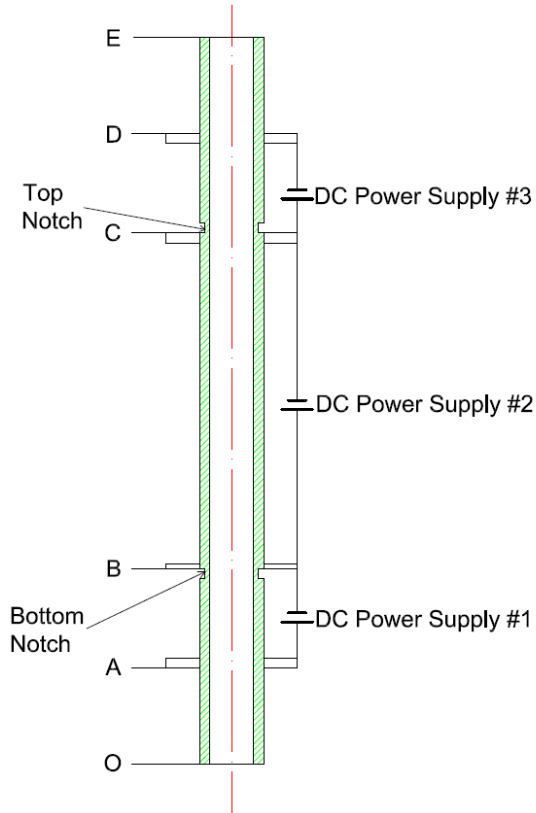 E
D
Top
Notch
DC Power Supply #3
C
DC Power Supply #2
B
Bottom
Notch
DC Power Supply #1
A
O